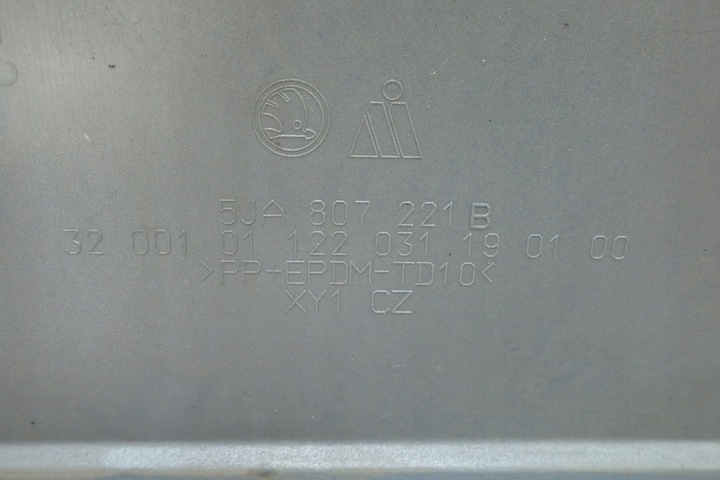 5JA 807 221 B
32 001 01 122 031 19 01 00
>PP+EPDM-TD10<
XY1 CZ